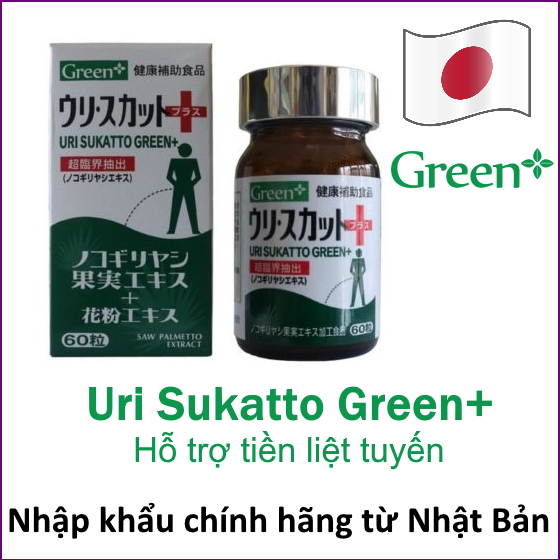 Green+
健康補助食品
ウリ・スカット
プラス
URI SUKATTO GREEN+
超臨界抽出
(ノコギリヤシエキス)
ノコギリヤシ
果実エキス
+
花粉エキス
60粒
SAW PALMETTO
EXTRACT
Green+
健康補助食品
ウリ・スカット
プラス
URI SUKATTO GREEN+
超臨界抽出
(ノコギリヤシエキス)
ノコギリヤシ果実エキス加工食品
60粒
Green+
Uri Sukatto Green+
Hỗ trợ tiền liệt tuyến
Nhập khẩu chính hãng từ Nhật Bản